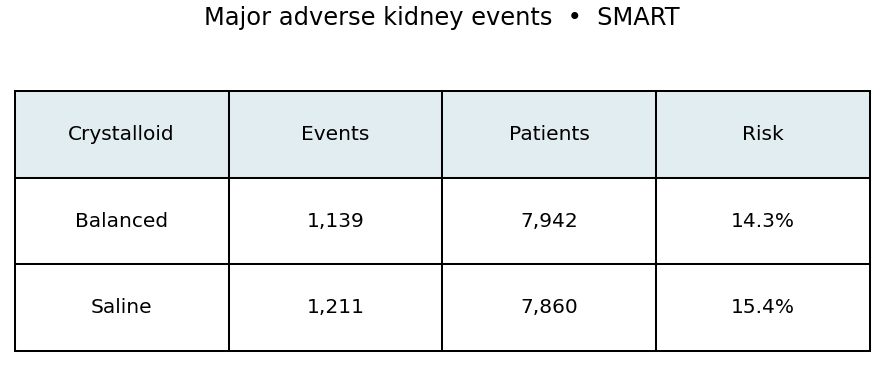 Major adverse kidney events • SMART
Crystalloid Events Patients Risk
Balanced 1,139 7,942 14.3%
Saline 1,211 7,860 15.4%